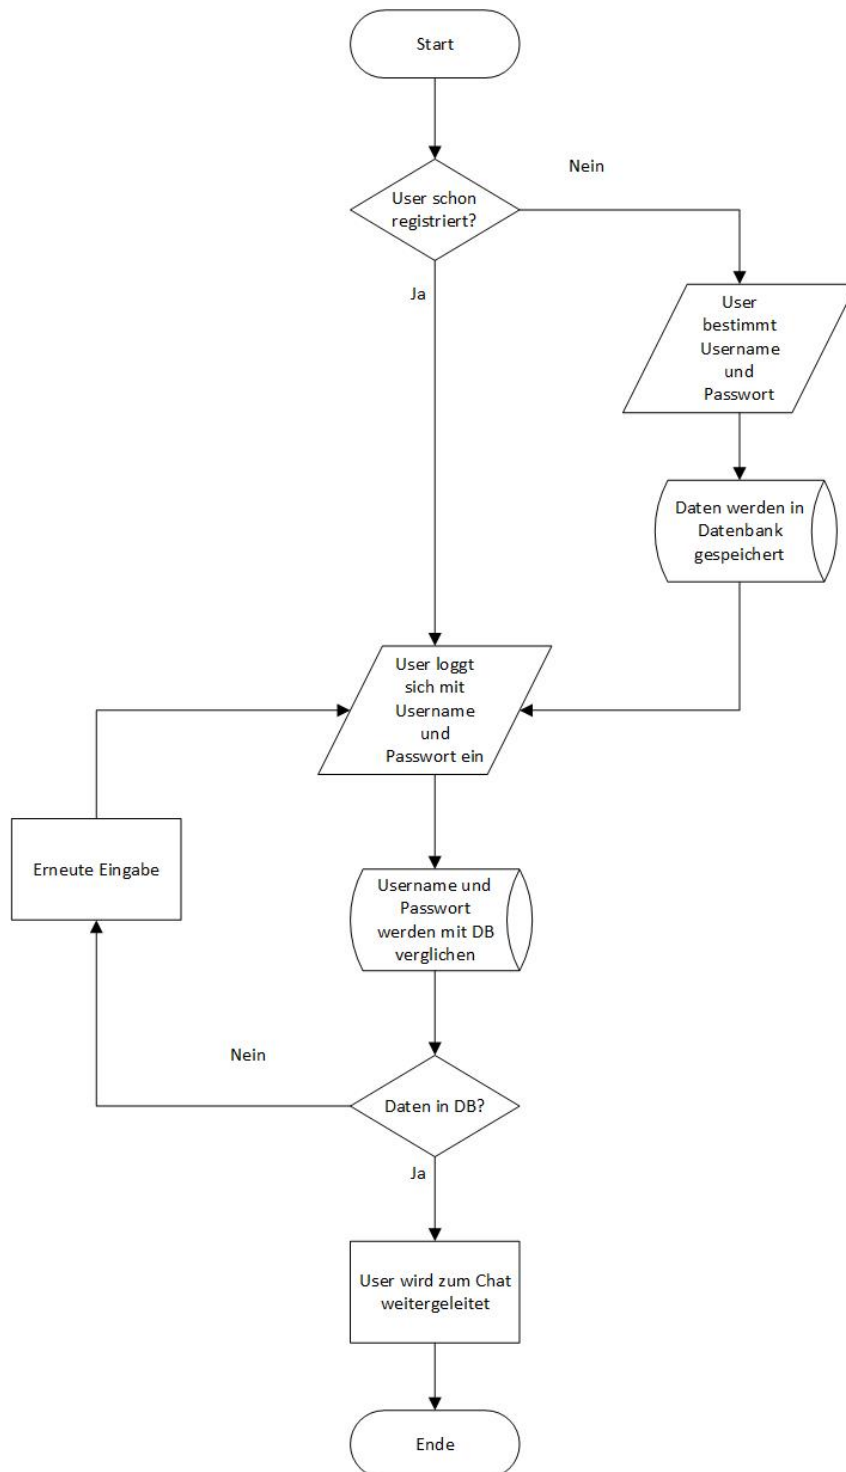 Start
Nein
User schon
registriert?
Ja
User
bestimmt
Username
und
Passwort
Daten werden in
Datenbank
gespeichert
User loggt
sich mit
Username
und
Passwort ein
Erneute Eingabe
Username und
Passwort
werden mit DB
verglichen
Nein
Daten in DB?
Ja
User wird zum Chat
weitergeleitet
Ende